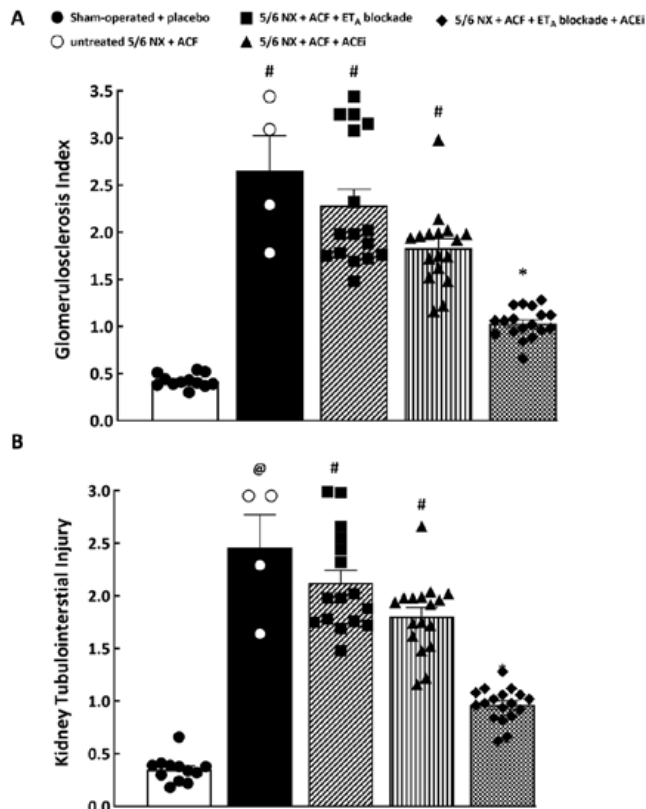 A
● Sham-operated + placebo ■ 5/6 NX + ACF + ETA blockade ◆ 5/6 NX + ACF + ETA blockade + ACEi
○ untreated 5/6 NX + ACF ▲ 5/6 NX + ACF + ACEi
# # # *
Glomerulosclerosis Index
3.5
3.0
2.5
2.0
1.5
1.0
0.5
0.0
B
@ # # *
Kidney Tubulointerstial Injury
3.0
2.5
2.0
1.5
1.0
0.5
0.0